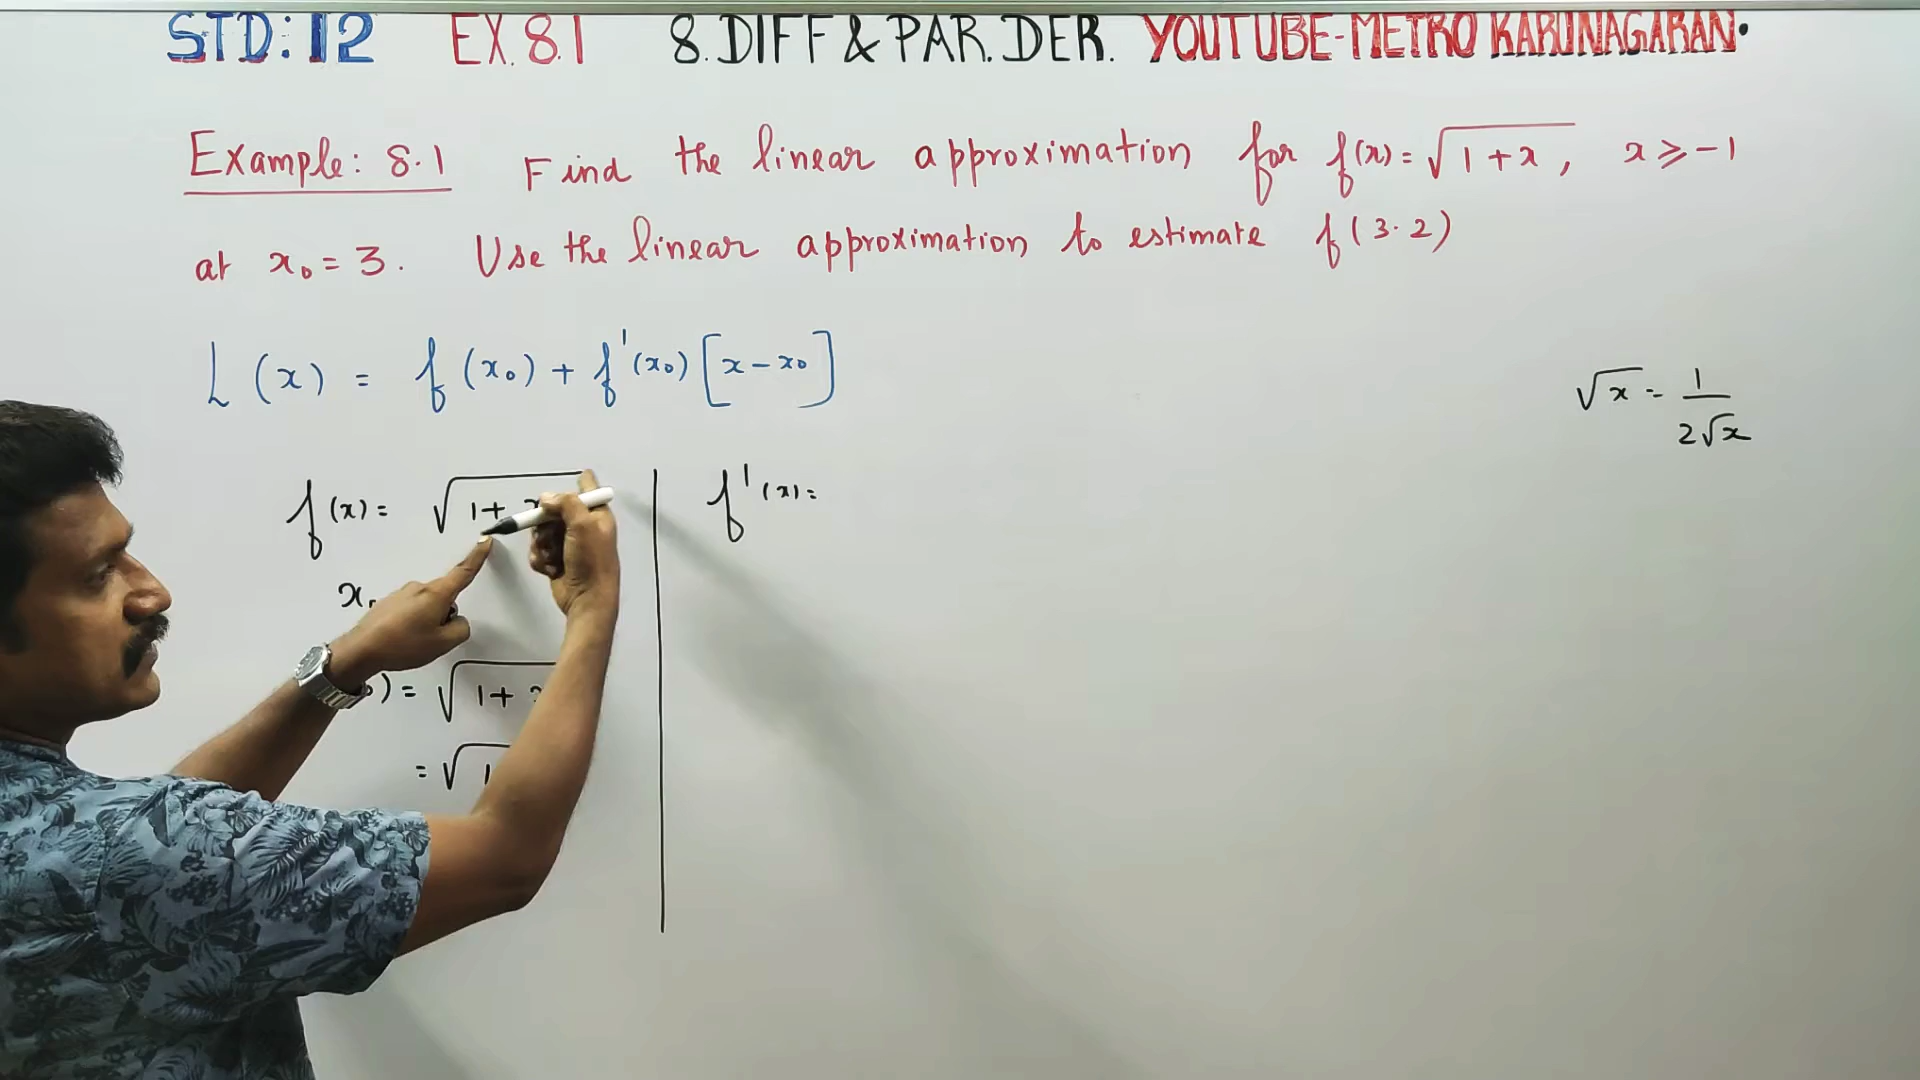 STD: 12 EX. 8.1 8. DIFF & PAR. DER. YOUTUBE-METRO KARUNAGARAN.
Example: 8.1 Find the linear approximation for f(x) = √(1+x), x ≥ -1
at x₀ = 3. Use the linear approximation to estimate f(3.2)
L(x) = f(x₀) + f'(x₀) [x - x₀]
√x = 1/(2√x)
f(x) = √1+
f'(x) =
x
) = √1+
= √1